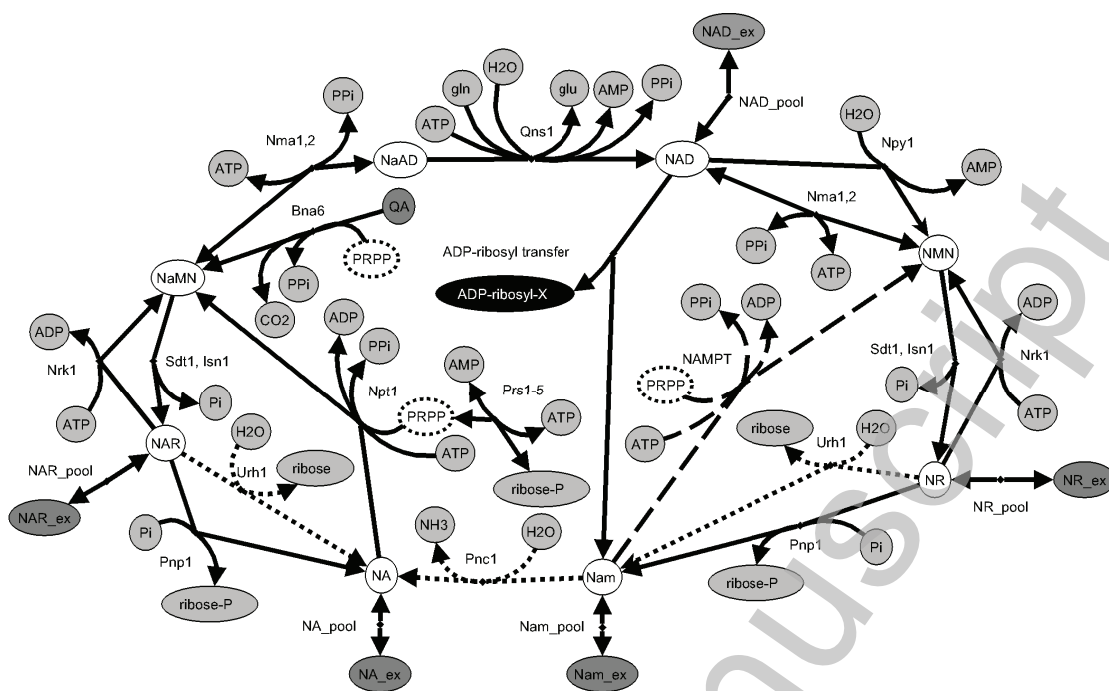 NAD_ex
H2O
PPi
gln
glu
AMP
PPi
NAD_pool
ATP
Qns1
H2O
Nma1,2
Npy1
ATP
NaAD
NAD
AMP
Bna6
QA
Nma1,2
PPi
PRPP
ADP-ribosyl transfer
NMN
NaMN
PPi
ATP
ADP-ribosyl-X
CO2
ADP
PPi
ADP
ADP
ADP
PPi
NAMPT
Nrk1
Sdt1, Isn1
AMP
Sdt1, Isn1
Nrk1
Npt1
Prs1-5
PRPP
Pi
Pi
PRPP
ATP
ATP
ATP
H2O
ATP
ATP
ribose
H2O
NAR
Urh1
Urh1
NAR_pool
ribose
ribose-P
NR
NR_ex
NAR_ex
NR_pool
Pi
NH3
H2O
Pnp1
Pi
Pnp1
Pnc1
NA
Nam
ribose-P
ribose-P
NA_pool
Nam_pool
NA_ex
Nam_ex
nuscript